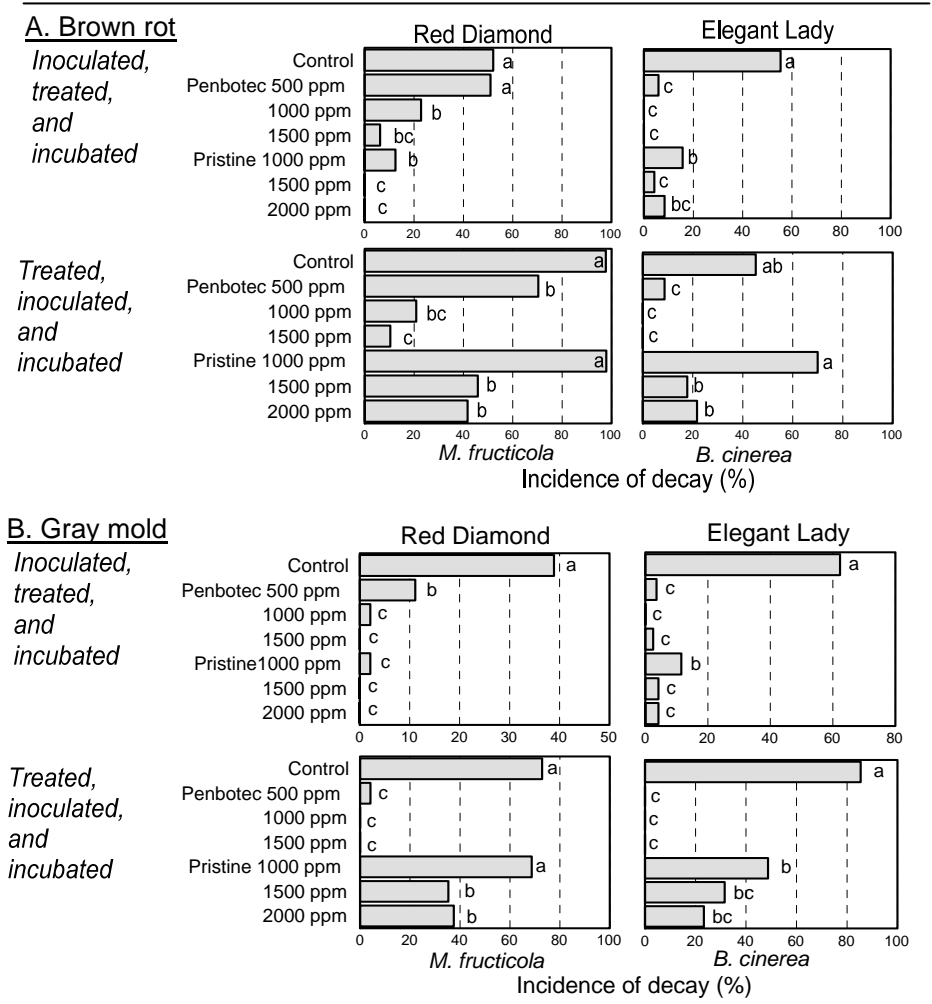 A. Brown rot
Inoculated,
treated,
and
incubated
Red Diamond
Elegant Lady
Control a a
Penbotec 500 ppm a c
1000 ppm b c
1500 ppm bc c
Pristine 1000 ppm b b
1500 ppm c c
2000 ppm c bc
0 20 40 60 80 100 0 20 40 60 80 100
Treated,
inoculated,
and
incubated
Control a ab
Penbotec 500 ppm b c
1000 ppm bc c
1500 ppm c c
Pristine 1000 ppm a a
1500 ppm b b
2000 ppm b b
0 20 40 60 80 100 0 20 40 60 80 100
M. fructicola B. cinerea
Incidence of decay (%)
B. Gray mold
Inoculated,
treated,
and
incubated
Red Diamond
Elegant Lady
Control a a
Penbotec 500 ppm b c
1000 ppm c c
1500 ppm c c
Pristine1000 ppm c b
1500 ppm c c
2000 ppm c c
0 10 20 30 40 50 0 20 40 60 80
Treated,
inoculated,
and
incubated
Control a a
Penbotec 500 ppm c c
1000 ppm c c
1500 ppm c c
Pristine 1000 ppm a b
1500 ppm b bc
2000 ppm b bc
0 20 40 60 80 100 0 20 40 60 80 100
M. fructicola B. cinerea
Incidence of decay (%)